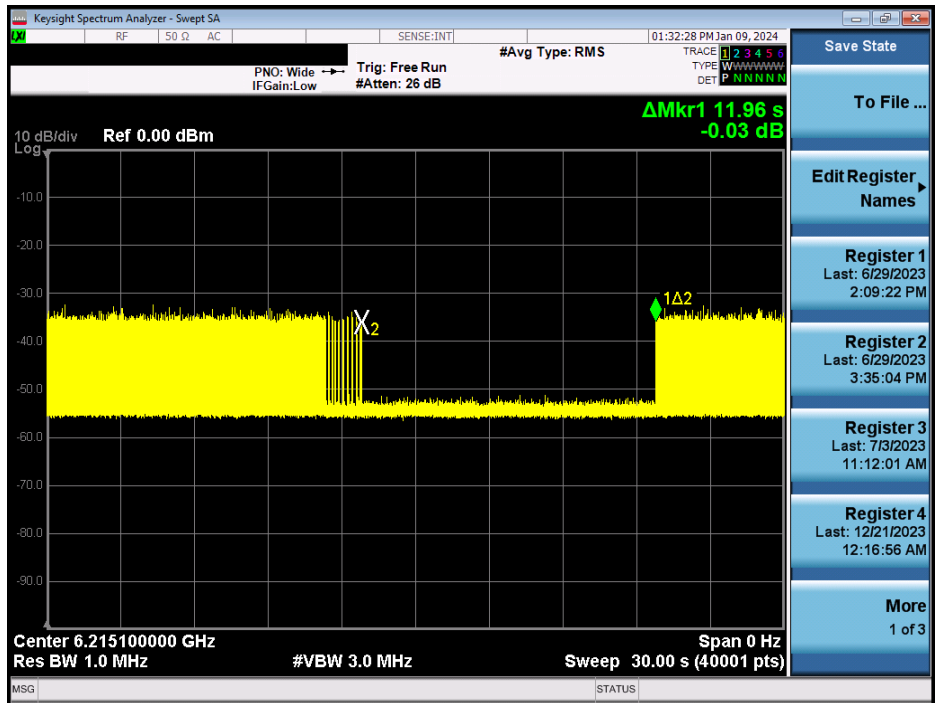 Keysight Spectrum Analyzer - Swept SA
LXI RF 50 Ω AC SENSE:INT 01:32:28 PM Jan 09, 2024
PNO: Wide
IFGain:Low
Trig: Free Run
#Atten: 26 dB
#Avg Type: RMS
TRACE 1 2 3 4 5 6
TYPE WWWWWW
DET P N N N N N
ΔMkr1 11.96 s
-0.03 dB
10 dB/div Ref 0.00 dBm
Log
-10.0
-20.0
-30.0
-40.0
-50.0
-60.0
-70.0
-80.0
-90.0
1Δ2
X2
Center 6.215100000 GHz
Span 0 Hz
Res BW 1.0 MHz
#VBW 3.0 MHz
Sweep 30.00 s (40001 pts)
MSG
STATUS
Save State
To File ...
Edit Register
Names
Register 1
Last: 6/29/2023
2:09:22 PM
Register 2
Last: 6/29/2023
3:35:04 PM
Register 3
Last: 7/3/2023
11:12:01 AM
Register 4
Last: 12/21/2023
12:16:56 AM
More
1 of 3